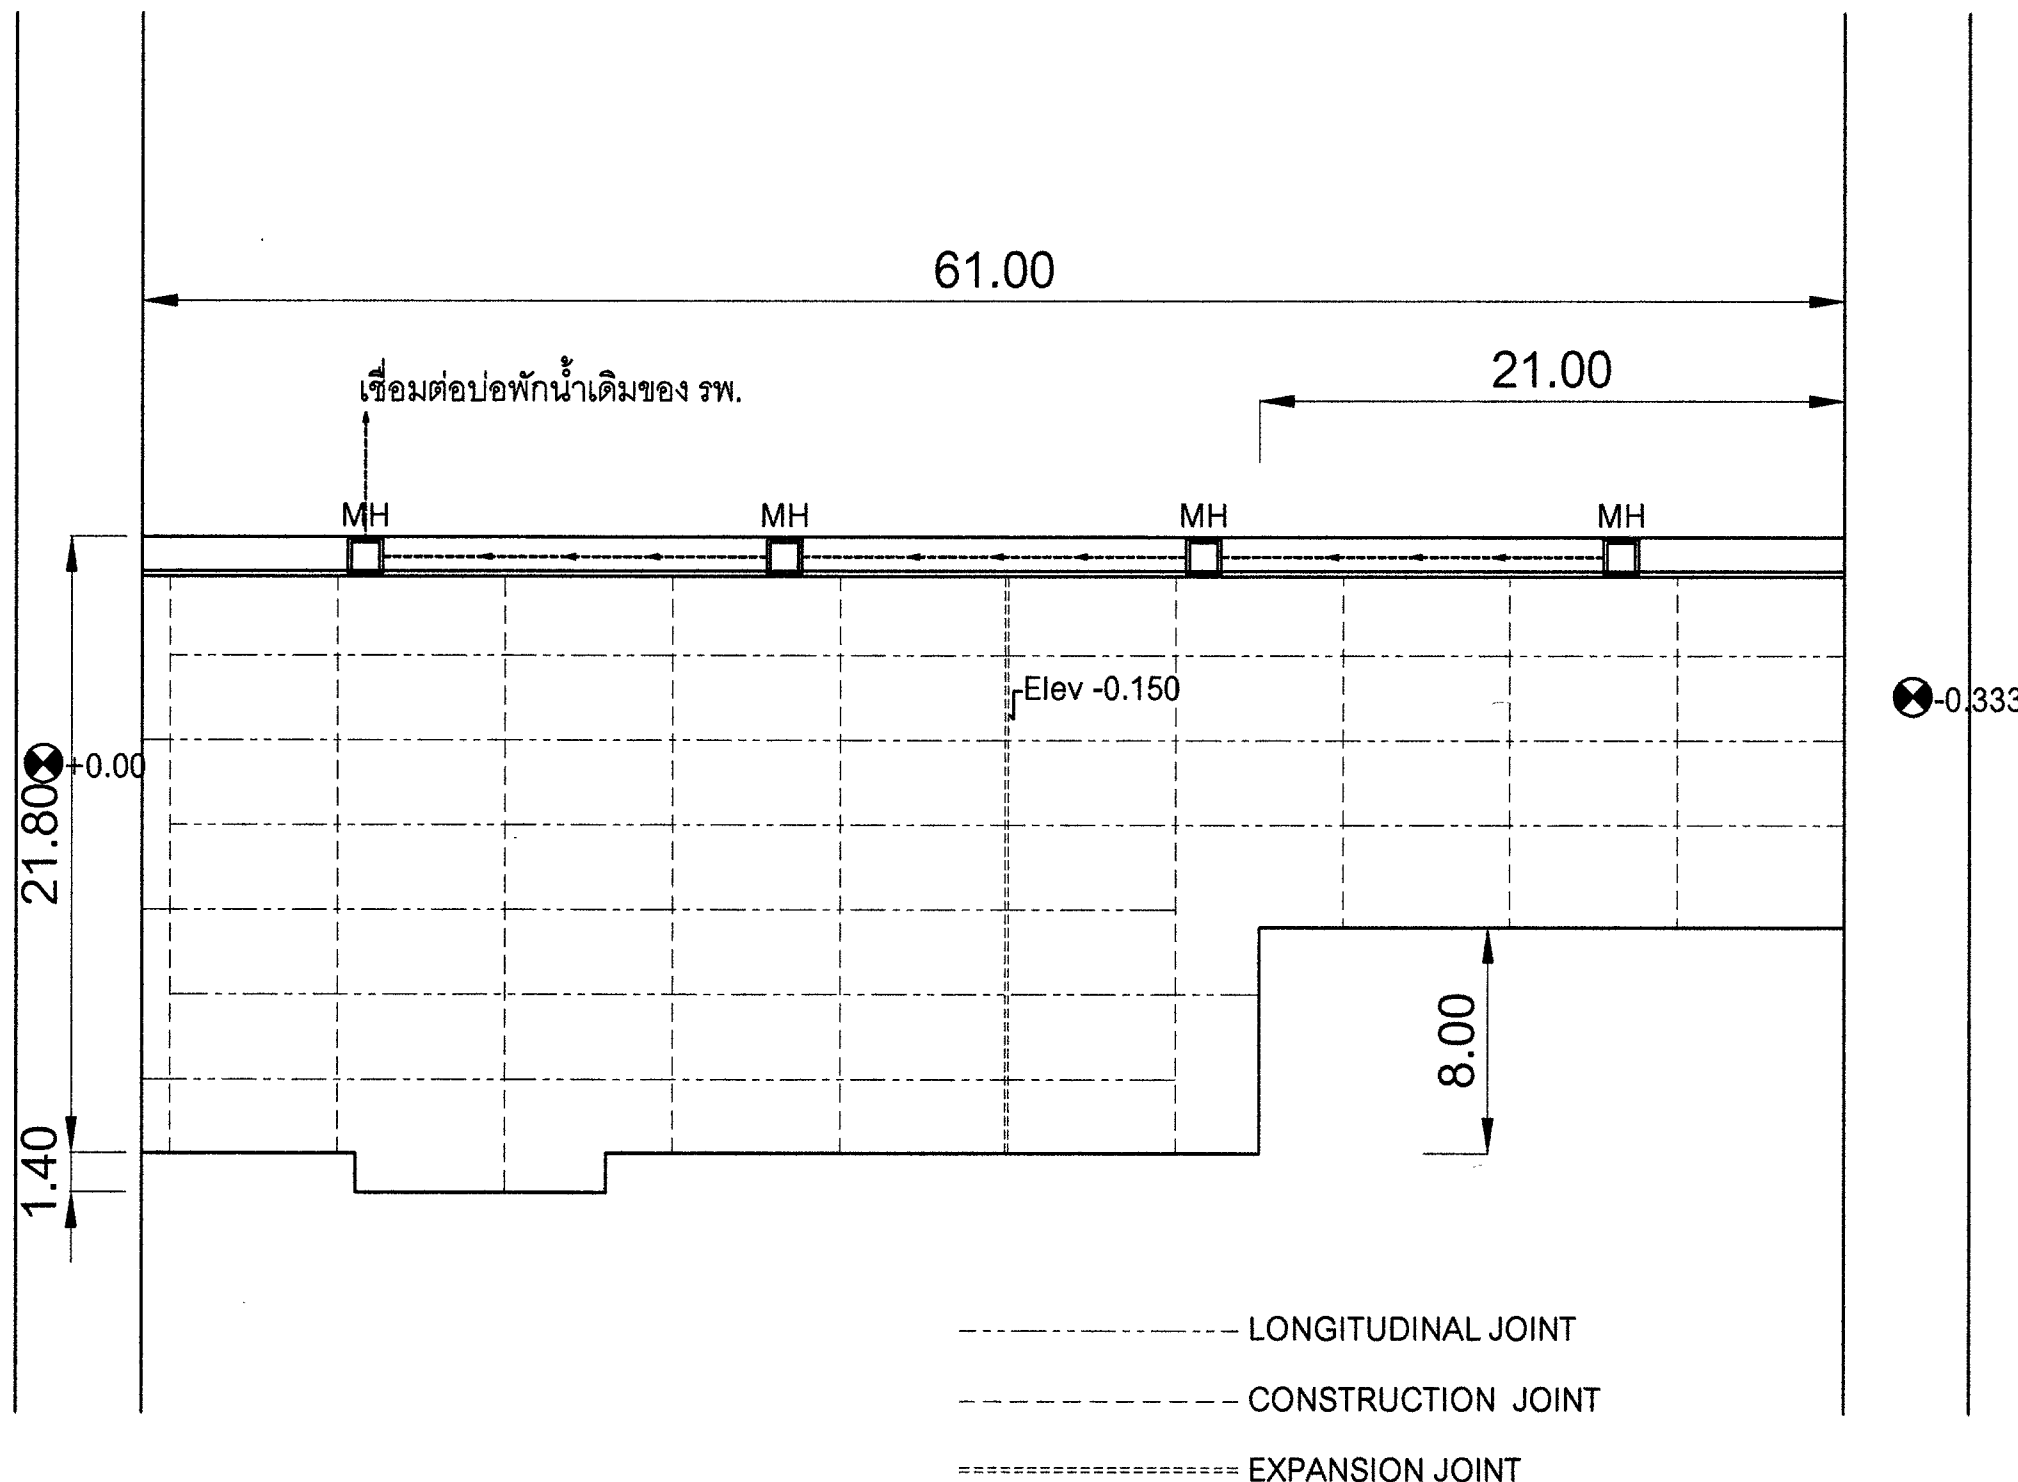 61.00
21.00
เชื่อมต่อบ่อพักน้ำเดิมของ รพ.
MH
MH
MH
MH
Elev -0.150
-0.333
+0.00
21.80
8.00
1.40
LONGITUDINAL JOINT
CONSTRUCTION JOINT
EXPANSION JOINT